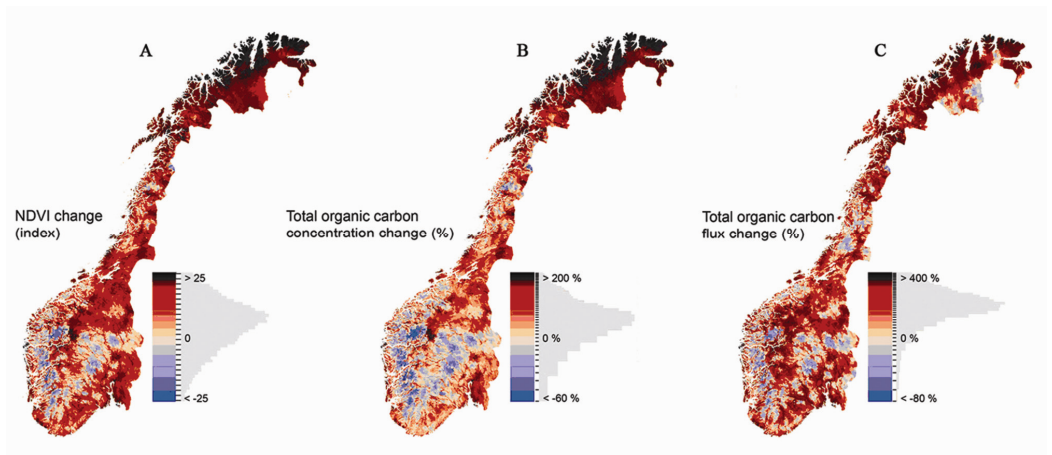 A
B
C
NDVI change
(index)
Total organic carbon
concentration change (%)
Total organic carbon
flux change (%)
> 25
0
< -25
> 200 %
0 %
< -60 %
> 400 %
0 %
< -80 %